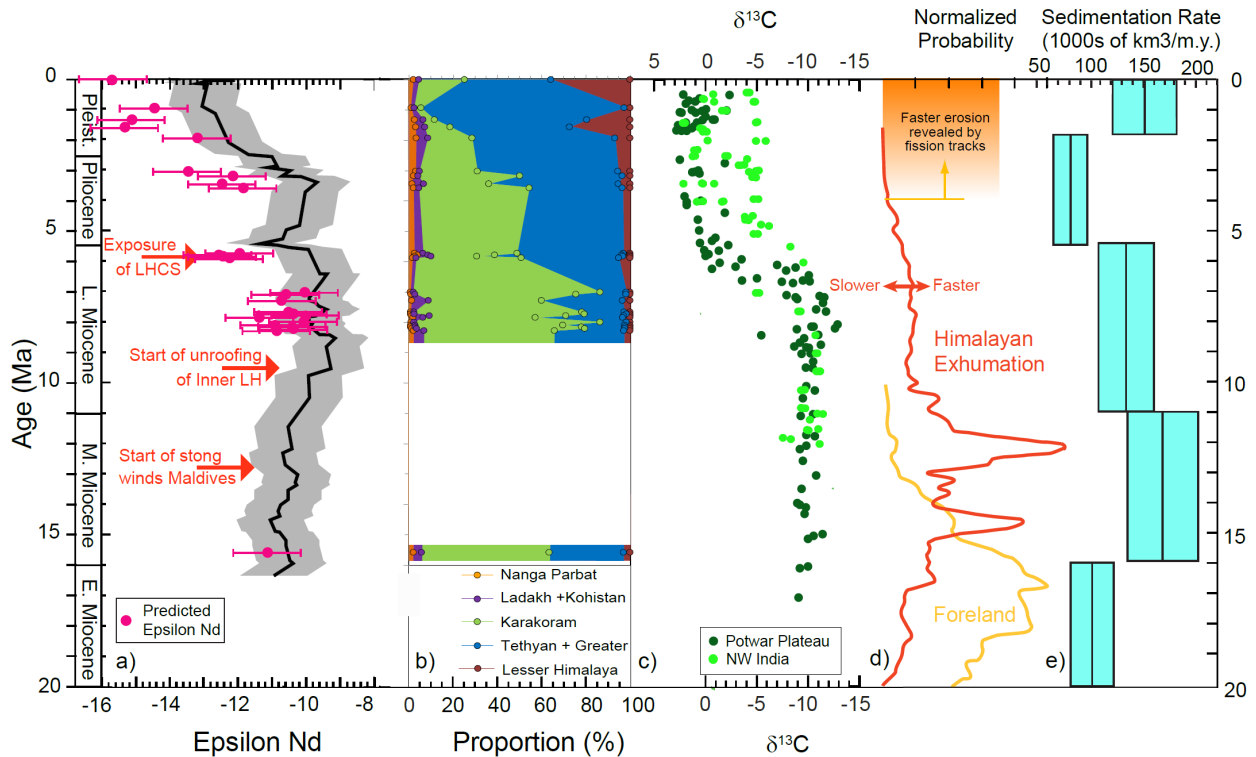 δ13C
Normalized
Probability
Sedimentation Rate
(1000s of km3/m.y.)
5 0 -5 -10 -15
50 100 200
0
5
10
15
20
Age (Ma)
Pleist.
Pliocene
L. Miocene
M. Miocene
E. Miocene
Exposure
of LHCS
Start of unroofing
of Inner LH
Start of stong
winds Maldives
Predicted
Epsilon Nd
a)
Nanga Parbat
Ladakh +Kohistan
Karakoram
Tethyan + Greater
Lesser Himalaya
b)
Potwar Plateau
NW India
c)
Faster erosion
revealed by
fission tracks
Slower
Faster
Himalayan
Exhumation
Foreland
d)
e)
0
5
10
15
20
-16 -14 -12 -10 -8
0 20 40 60 80 100
0 -5 -10 -15
Epsilon Nd
Proportion (%)
δ13C